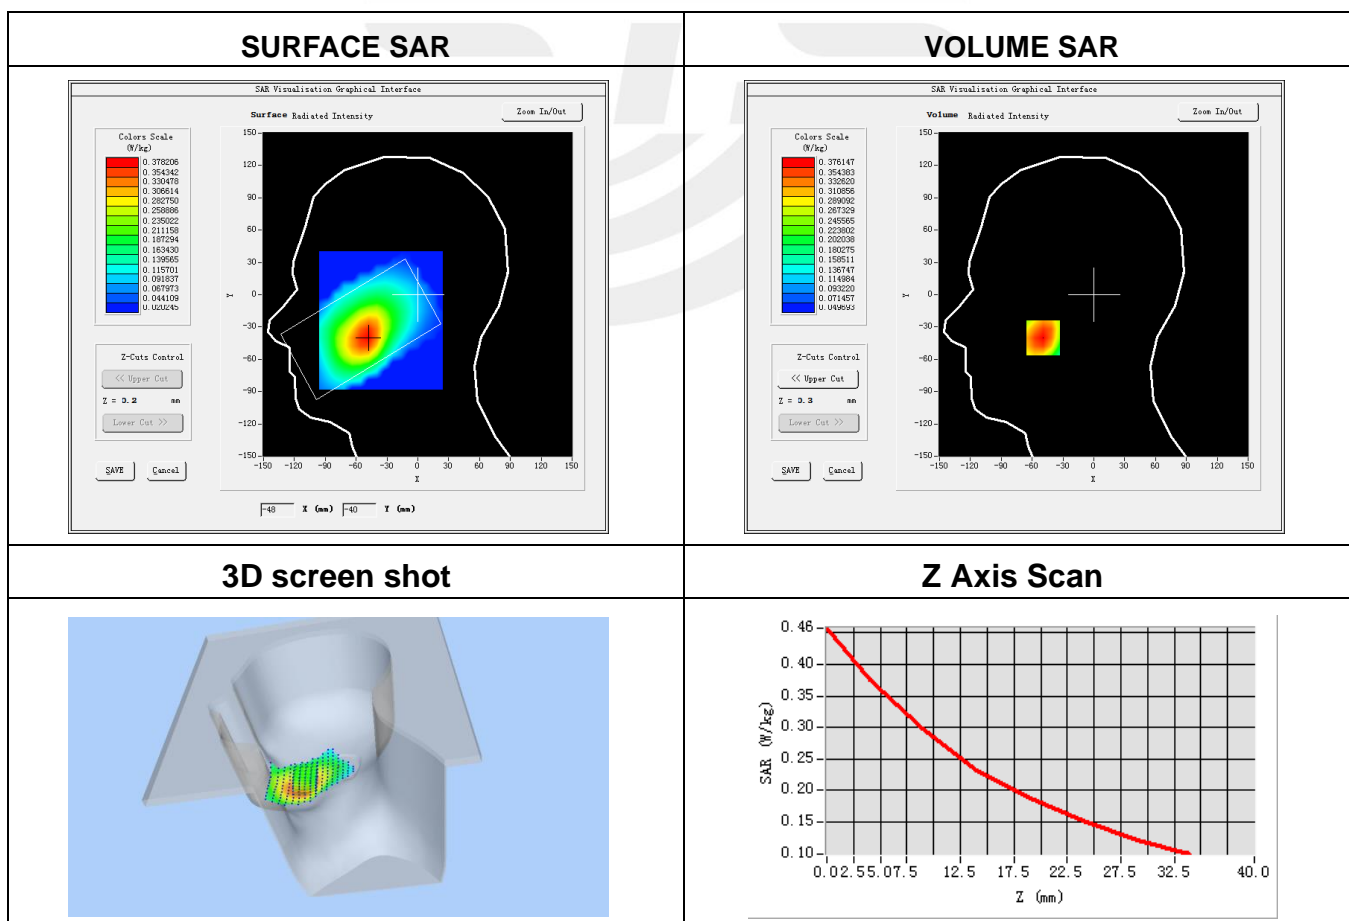 SURFACE SAR
VOLUME SAR
SAR Visualisation Graphical Interface
Surface Radiated Intensity
Zoom In/Out
Colors Scale
(W/kg)
0.378206
0.354342
0.330478
0.306614
0.282750
0.258886
0.235022
0.211158
0.187294
0.163430
0.139565
0.115701
0.091837
0.067973
0.044109
0.020245
Z-Cuts Control
<< Upper Cut
Z = 0.2 mm
Lower Cut >>
SAVE Cancel
150
120
90
60
30
0
-30
-60
-90
-120
-150
Y
-150 -120 -90 -60 -30 0 30 60 90 120 150
X
-48 X (mm) -40 Y (mm)
SAR Visualisation Graphical Interface
Volume Radiated Intensity
Zoom In/Out
Colors Scale
(W/kg)
0.376147
0.354383
0.332620
0.310856
0.289092
0.267329
0.245565
0.223802
0.202038
0.180275
0.158511
0.136747
0.114984
0.093220
0.071457
0.049693
Z-Cuts Control
<< Upper Cut
Z = 0.3 mm
Lower Cut >>
SAVE Cancel
150
120
90
60
30
0
-30
-60
-90
-120
-150
Y
-150 -120 -90 -60 -30 0 30 60 90 120 150
X
3D screen shot
Z Axis Scan
0.46
0.40
0.35
0.30
0.25
0.20
0.15
0.10
SAR (W/kg)
0.0 2.5 5.0 7.5 12.5 17.5 22.5 27.5 32.5 40.0
Z (mm)